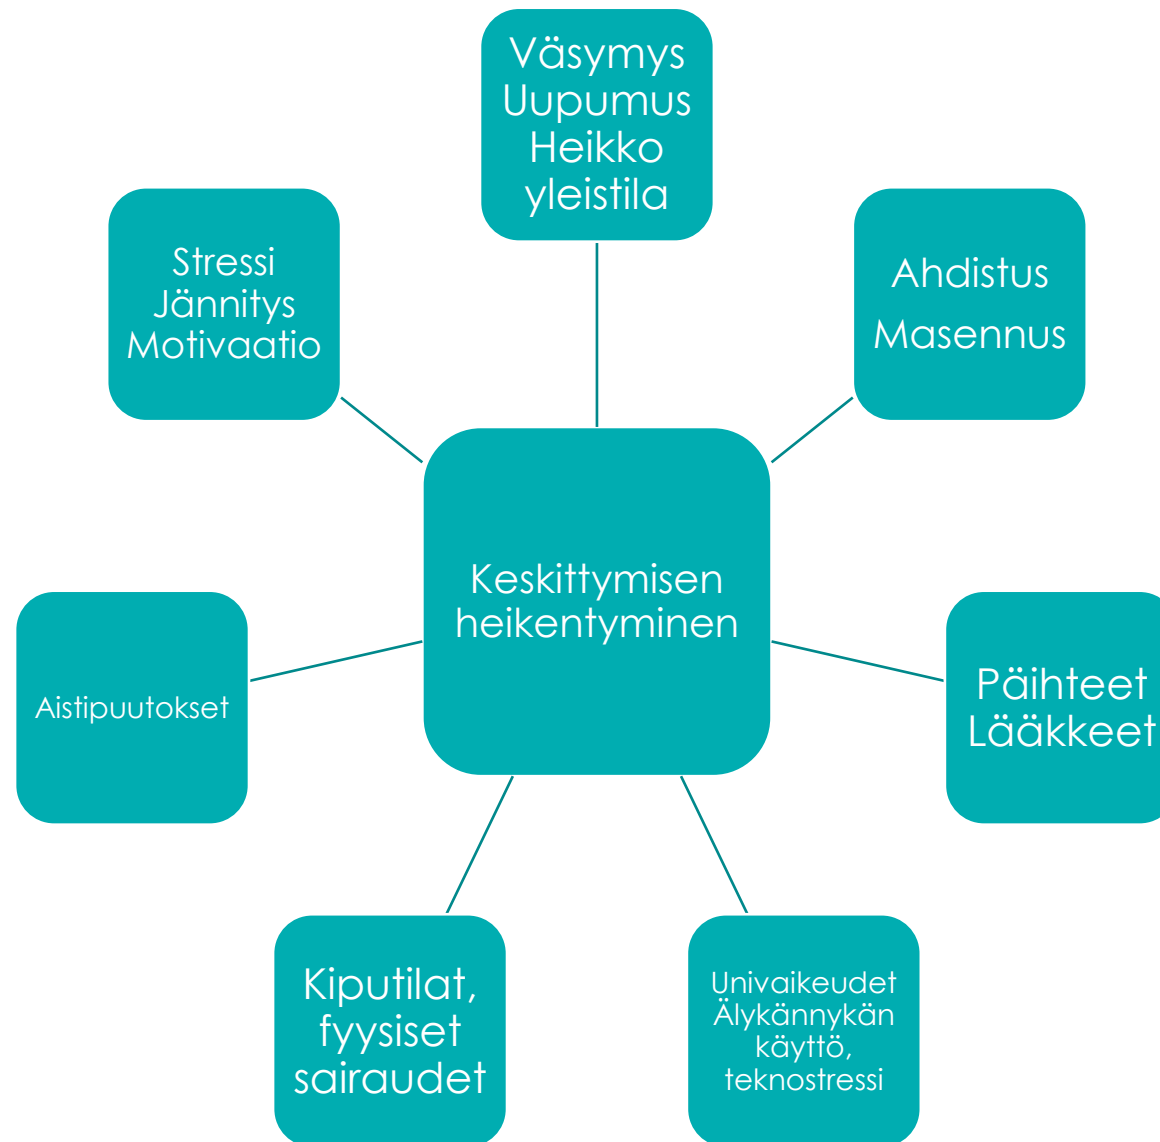 Väsymys
Uupumus
Heikko
yleistila
Stressi
Jännitys
Motivaatio
Ahdistus
Masennus
Keskittymisen
heikentyminen
Aistipuutokset
Päihteet
Lääkkeet
Kiputilat,
fyysiset
sairaudet
Univaikeudet
Älykännykän
käyttö,
teknostressi